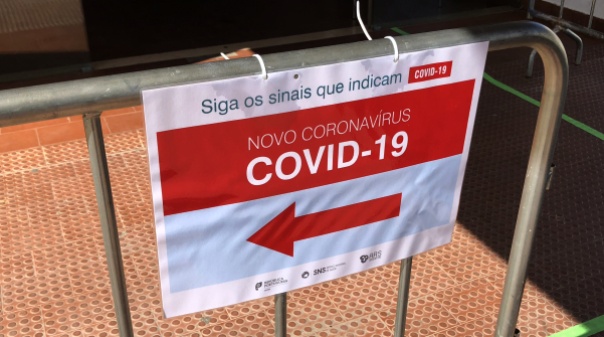 Siga os sinais que indicam COVID-19
NOVO CORONAVÍRUS
COVID-19
SNS